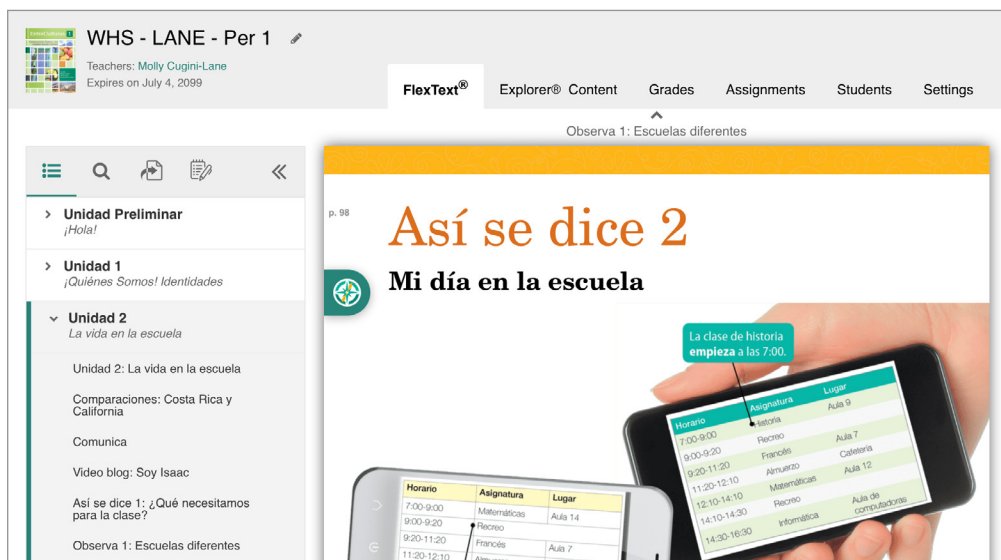 WHS - LANE - Per 1
Teachers: Molly Cugini-Lane
Expires on July 4, 2099
FlexText® Explorer® Content Grades Assignments Students Settings
Observa 1: Escuelas diferentes
Unidad Preliminar
¡Hola!
Unidad 1
¡Quiénes Somos! Identidades
Unidad 2
La vida en la escuela
Unidad 2: La vida en la escuela
Comparaciones: Costa Rica y
California
Comunica
Video blog: Soy Isaac
Así se dice 1: ¿Qué necesitamos
para la clase?
Observa 1: Escuelas diferentes
p. 98
Así se dice 2
Mi día en la escuela
La clase de historia
empieza a las 7:00.
Horario Asignatura Lugar
7:00-9:00 Historia Aula 9
9:00-9:20 Recreo
9:20-11:20 Francés Aula 7
11:20-12:10 Almuerzo Cafetería
12:10-14:10 Matemáticas Aula 12
14:10-14:30 Recreo
14:30-16:30 Informática Aula de
computadoras
Horario Asignatura Lugar
7:00-9:00 Matemáticas Aula 14
9:00-9:20 Recreo
9:20-11:20 Francés Aula 7
11:20-12:10